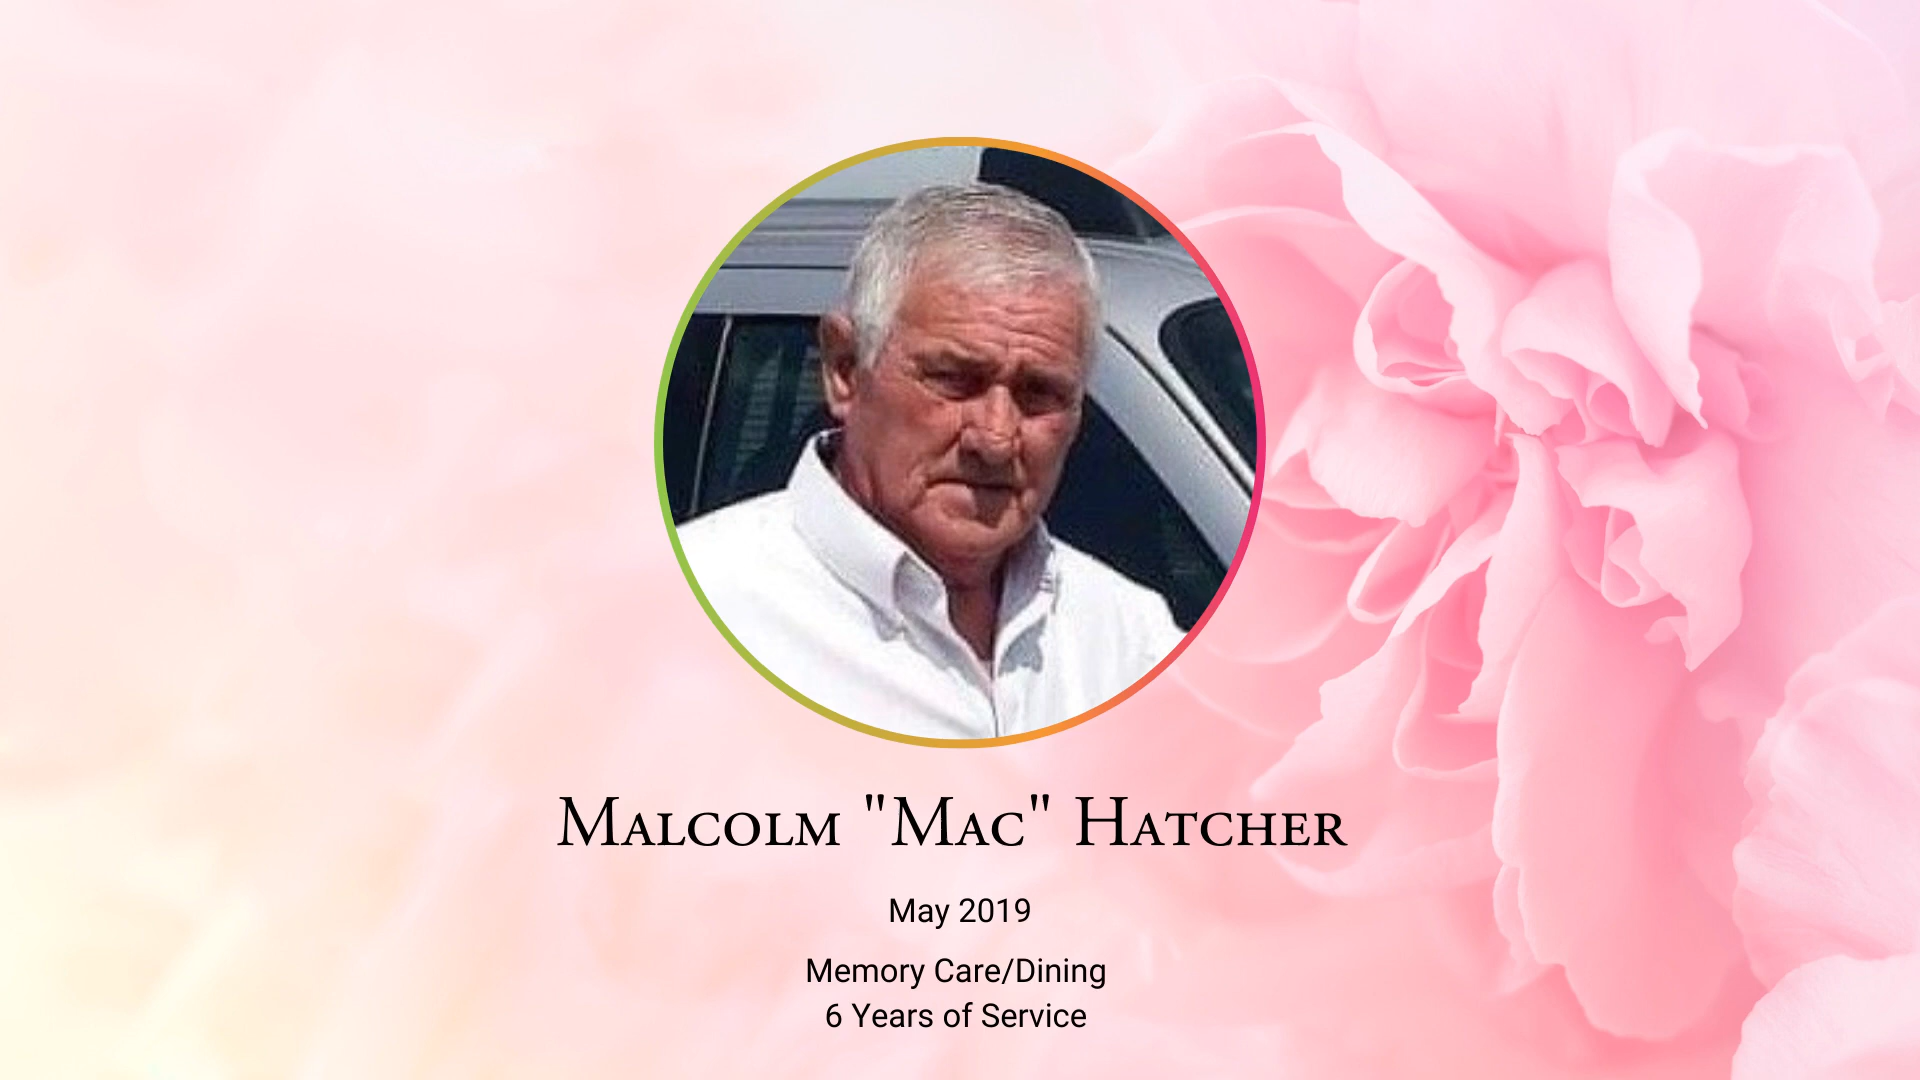 Malcolm "Mac" Hatcher
May 2019
Memory Care/Dining
6 Years of Service